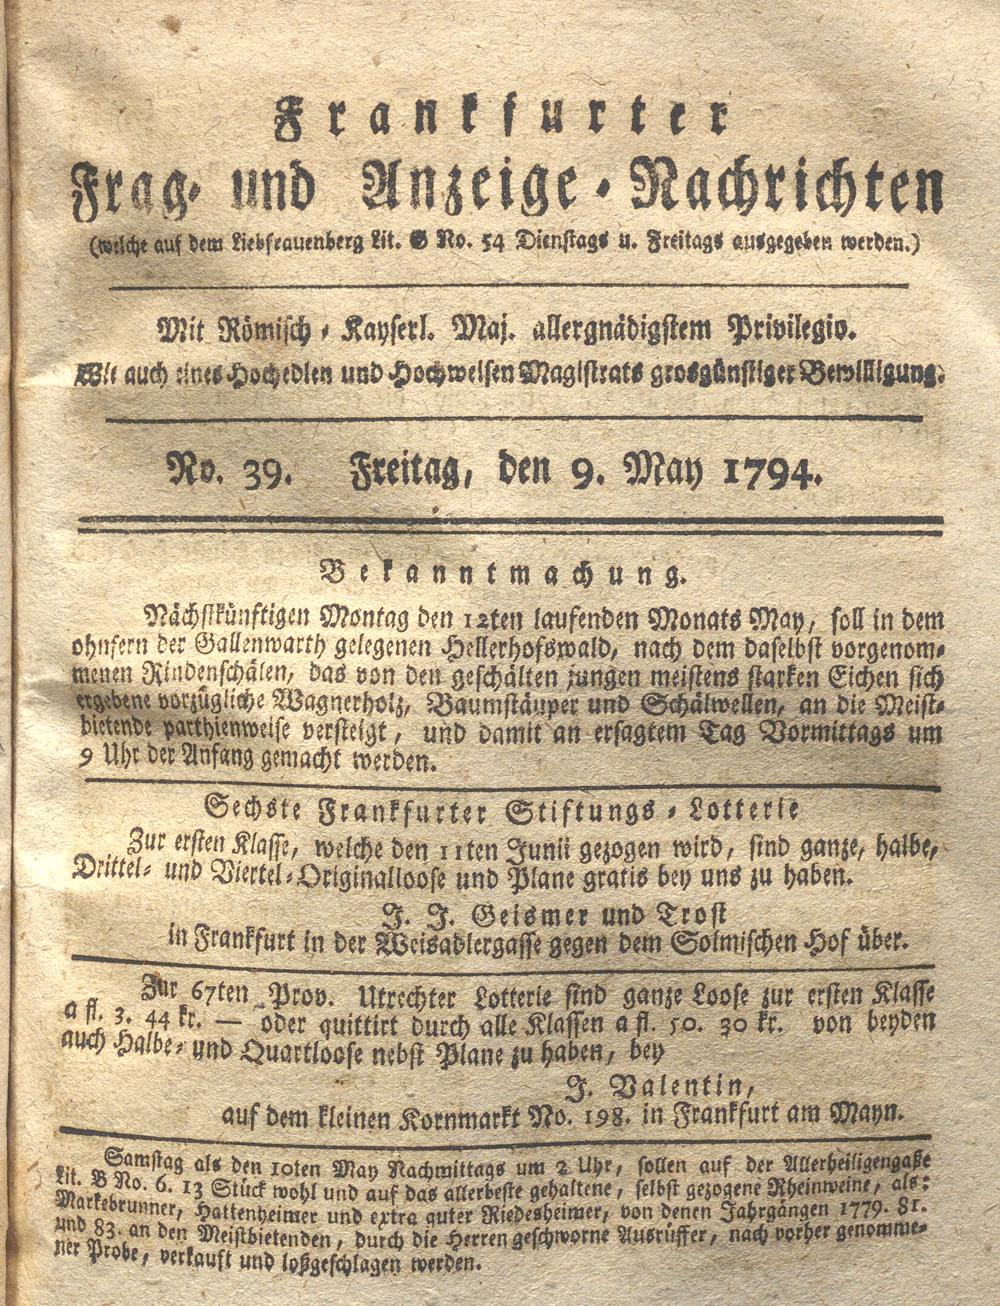 Frankfurter
Frag- und Anzeige-Nachrichten
(welche auf dem Liebfrauenberg Lit. G No. 54 Dienstags u. Freitags ausgegeben werden.)
Mit Römisch-Kayserl. Maj. allergnädigstem Privilegio.
Wie auch eines Hochedlen und Hochweisen Magistrats grosgünstiger Bewilligung.
No. 39. Freitag, den 9. May 1794.
Bekanntmachung.
Nächstkünftigen Montag den 12ten laufenden Monats May, soll in dem
ohnfern der Gallenwarth gelegenen Hellerhofswald, nach dem daselbst vorgenom-
menen Rindenschälen, das von den geschälten jungen meistens starken Eichen sich
ergebene vorzügliche Wagnerholz, Baumstäuper und Schälwellen, an die Meist-
bietende parthienweise versteigt, und damit an ersagtem Tag Vormittags um
9 Uhr der Anfang gemacht werden.
Sechste Frankfurter Stiftungs-Lotterie
Zur ersten Klasse, welche den 11ten Junii gezogen wird, sind ganze, halbe,
Drittel- und Viertel-Originalloose und Plane gratis bey uns zu haben.
J. J. Geismer und Trost
in Frankfurt in der Weisadlergasse gegen dem Solmischen Hof über.
Zur 67ten Prov. Utrechter Lotterie sind ganze Loose zur ersten Klasse
a fl. 3. 44 kr. — oder quittirt durch alle Klassen a fl. 50. 30 kr. von beyden
auch Halbe- und Quartloose nebst Plane zu haben, bey
J. Valentin,
auf dem kleinen Kornmarkt No. 198. in Frankfurt am Mayn.
Samstag als den 10ten May Nachmittags um 2 Uhr, sollen auf der Allerheiligengaße
Lit. B No. 6. 13 Stück wohl und auf das allerbeste gehaltene, selbst gezogene Rheinweine, als:
Markebrunner, Hattenheimer und extra guter Riedesheimer, von denen Jahrgängen 1779. 81.
und 83. an den Meistbietenden, durch die Herren geschworne Ausrüffer, nach vorher genomme-
ner Probe, verkauft und loßgeschlagen werden.